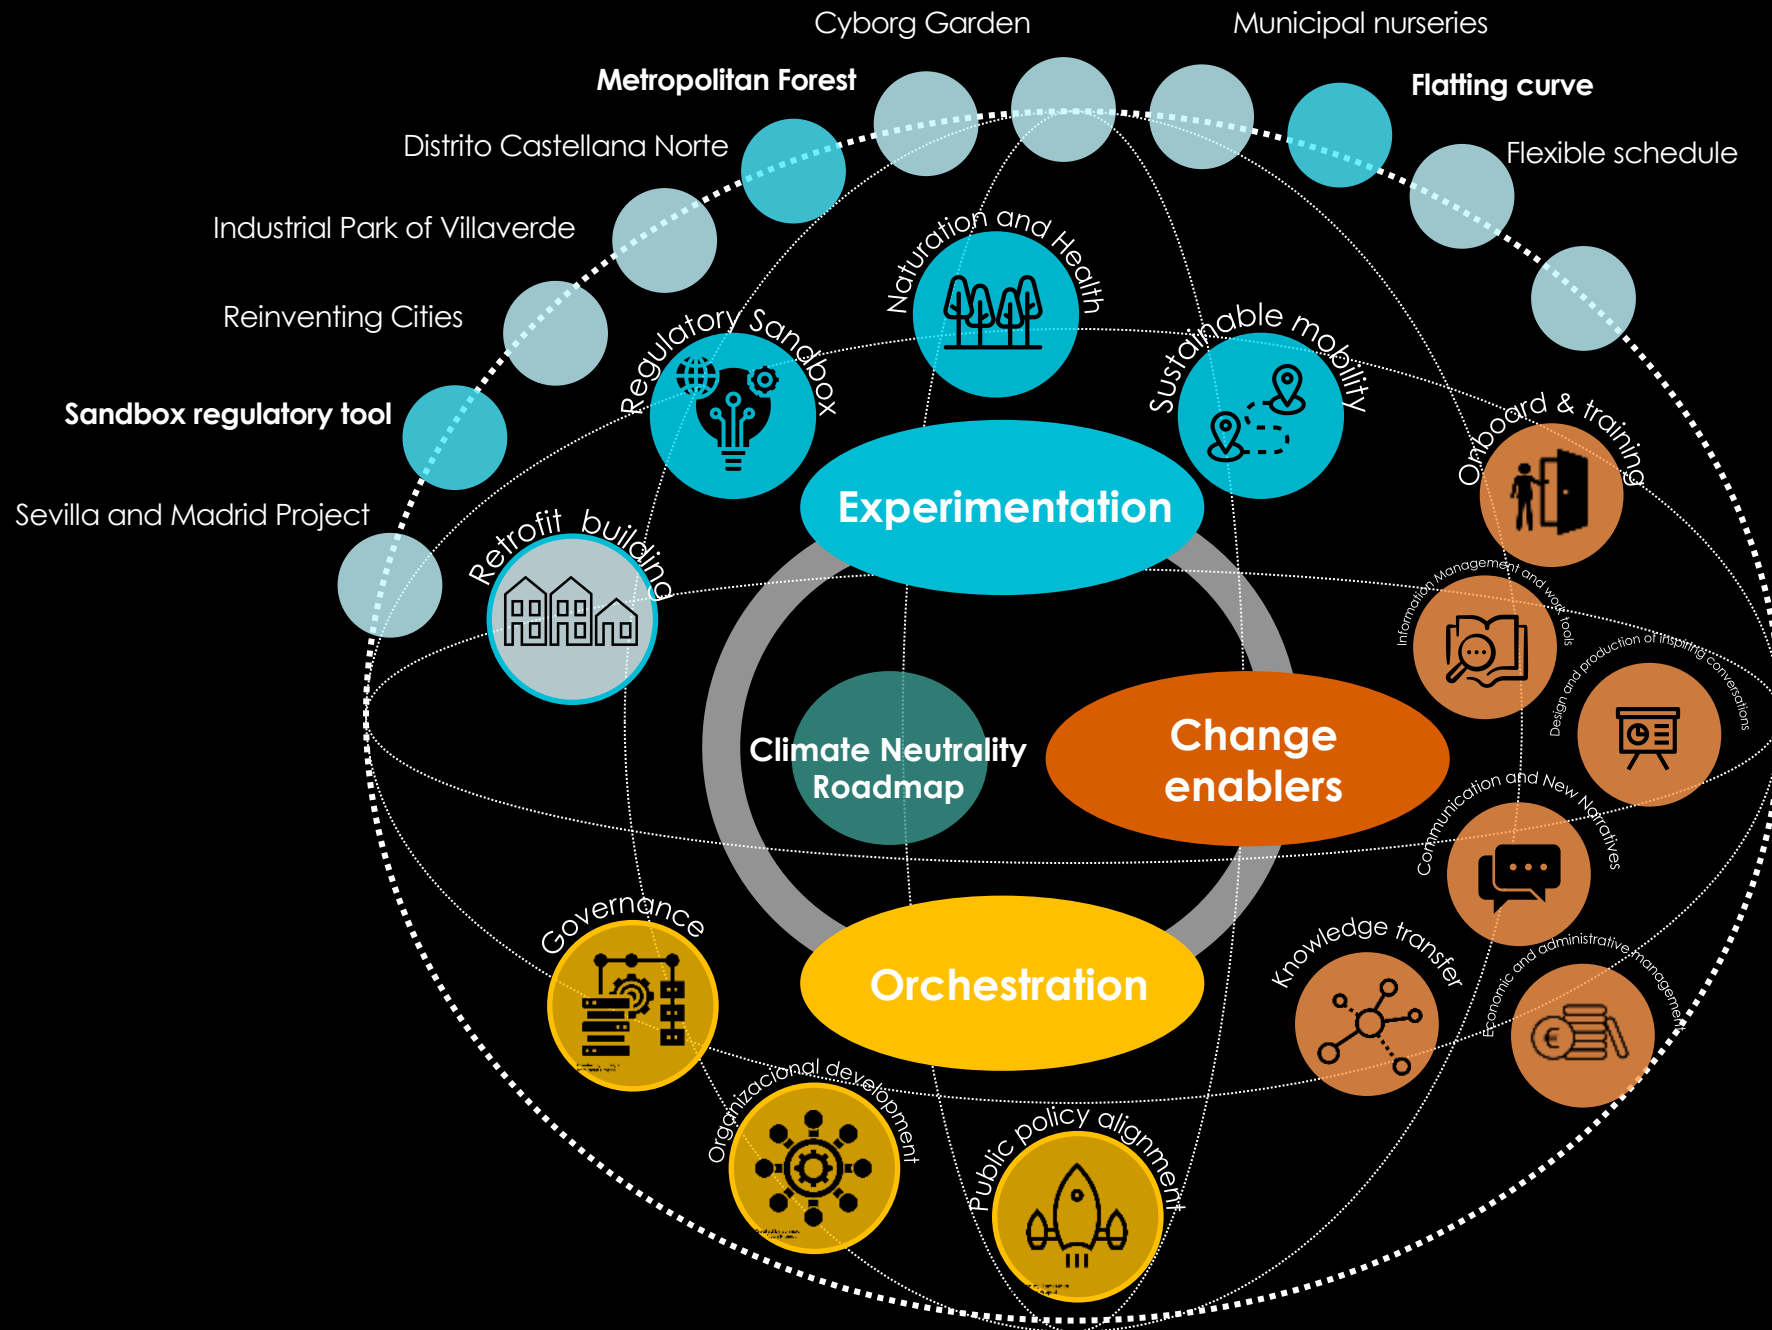 Cyborg Garden
Municipal nurseries
Metropolitan Forest
Flatting curve
Distrito Castellana Norte
Flexible schedule
Industrial Park of Villaverde
Reinventing Cities
Sandbox regulatory tool
Sevilla and Madrid Project
Naturation and Health
Regulatory Sandbox
Sustainable mobility
Retrofit building
Onboard & training
Experimentation
Information Management and work tools
Design and production of inspiring conversations
Climate Neutrality
Roadmap
Change
enablers
Communication and New Narratives
Governance
Orchestration
Knowledge transfer
Economic and administrative management
Organizacional development
Public policy alignment
€